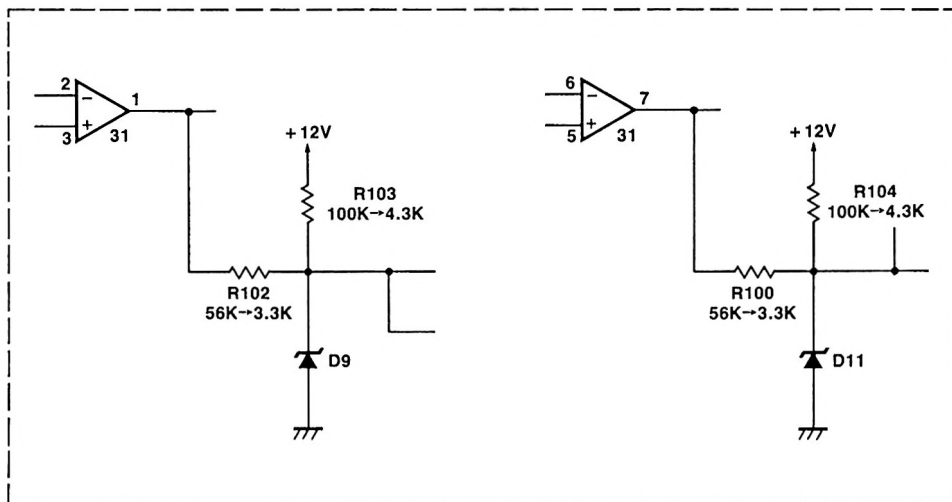 2
3
−
+
1
31
+12V
R103
100K→4.3K
R102
56K→3.3K
D9
6
5
−
+
7
31
+12V
R104
100K→4.3K
R100
56K→3.3K
D11